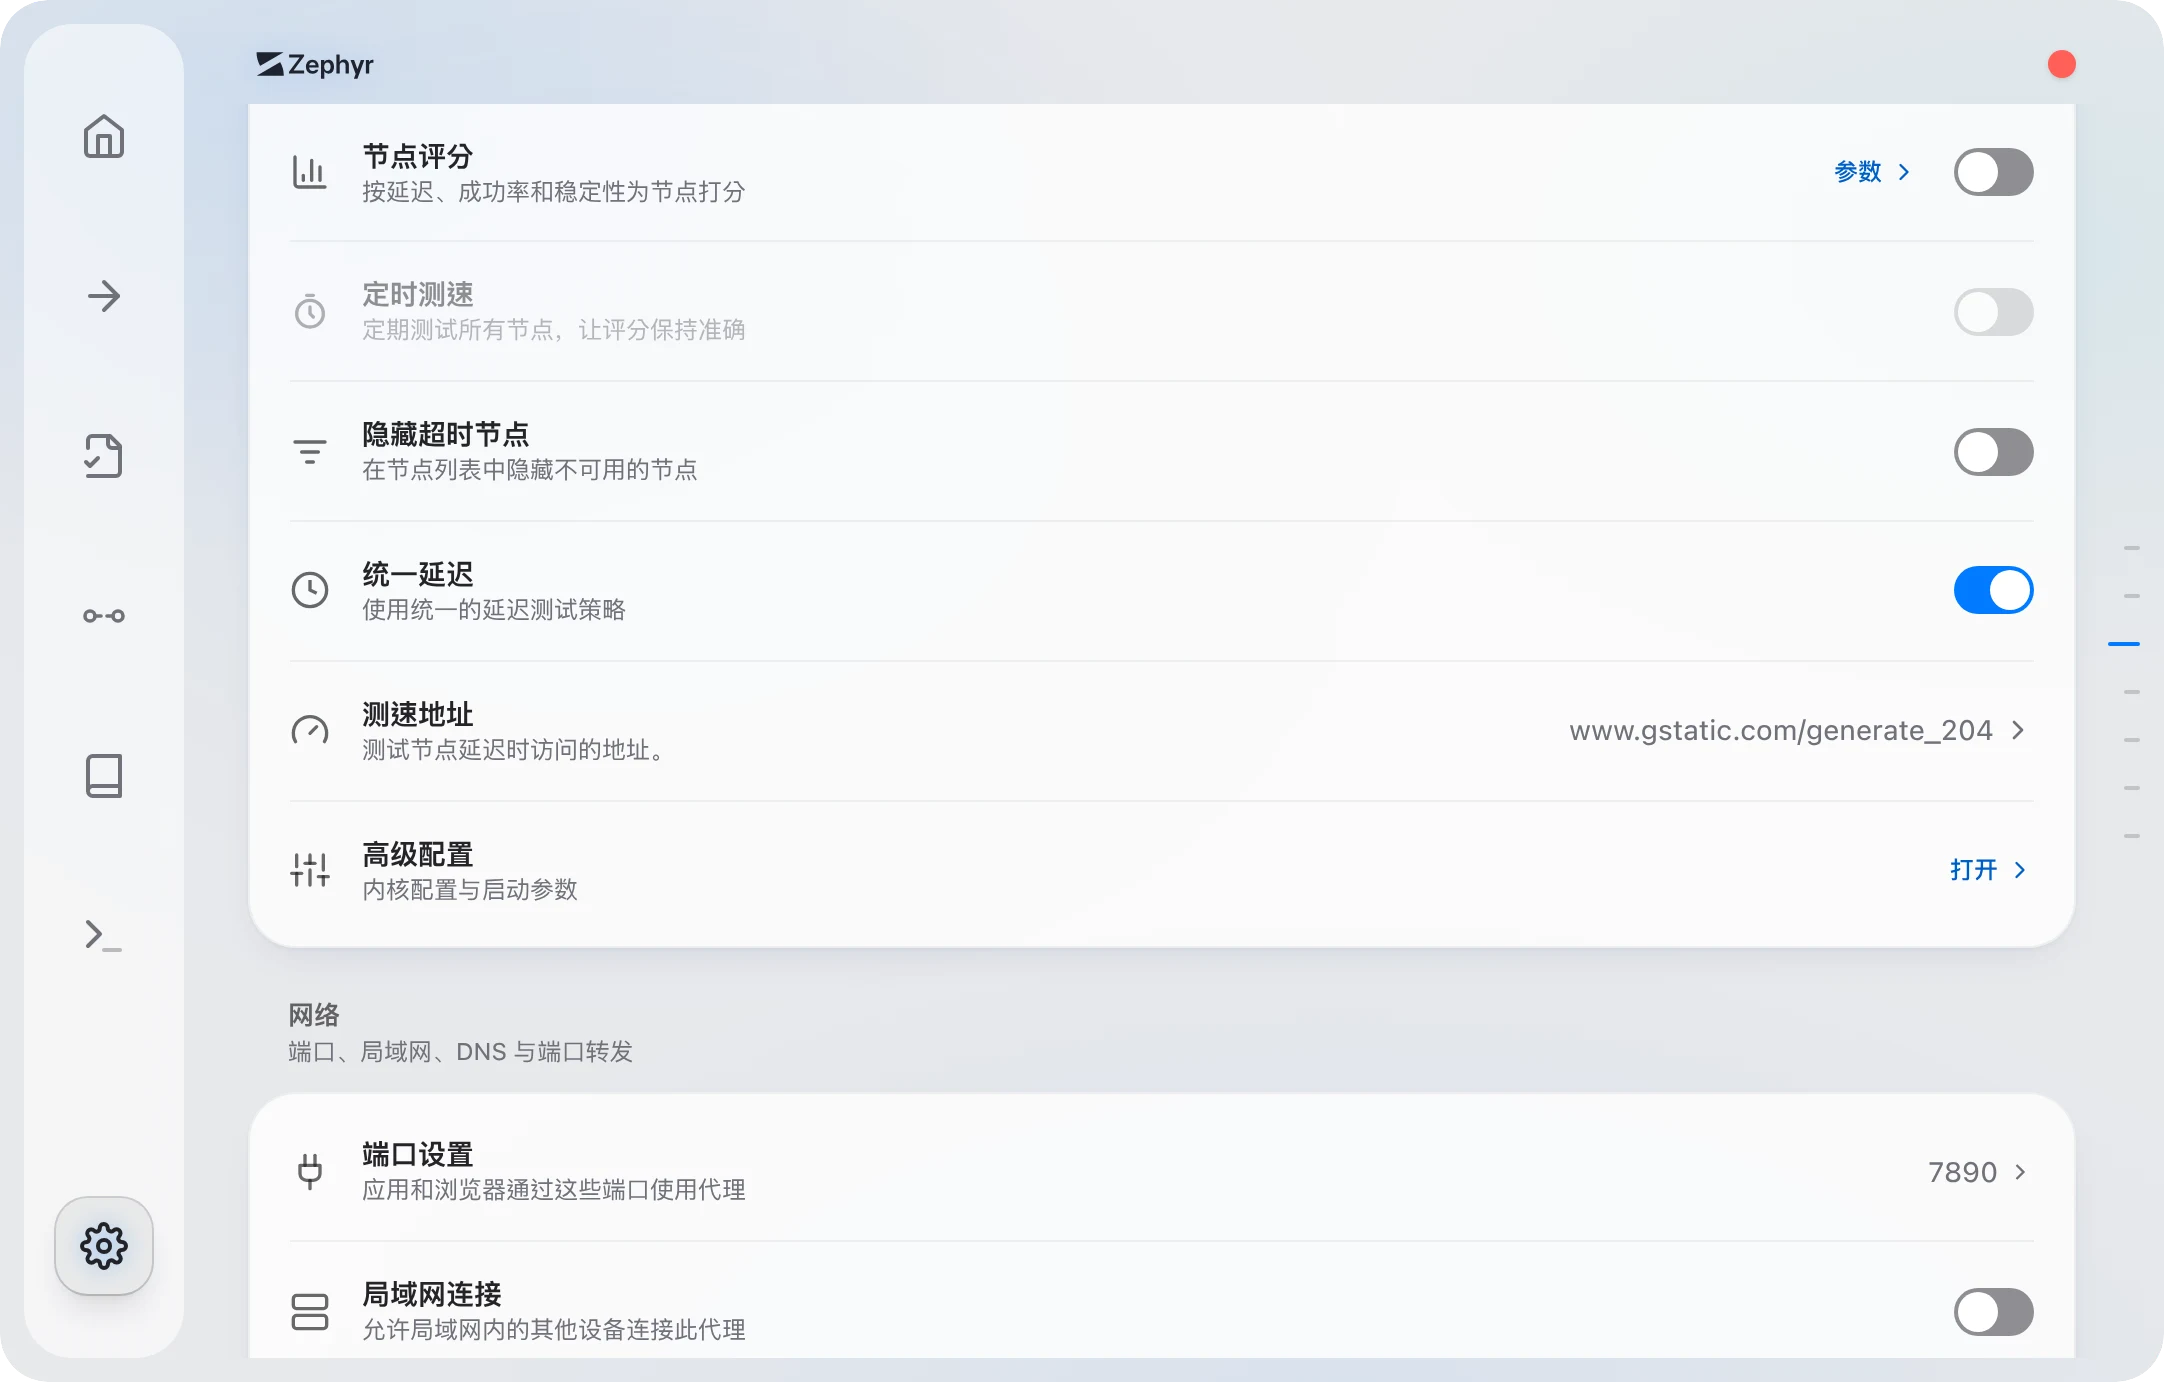 Zephyr
节点评分
按延迟、成功率和稳定性为节点打分
参数
定时测速
定期测试所有节点，让评分保持准确
隐藏超时节点
在节点列表中隐藏不可用的节点
统一延迟
使用统一的延迟测试策略
测速地址
测试节点延迟时访问的地址。
www.gstatic.com/generate_204
高级配置
内核配置与启动参数
打开
网络
端口、局域网、DNS 与端口转发
端口设置
应用和浏览器通过这些端口使用代理
7890
局域网连接
允许局域网内的其他设备连接此代理